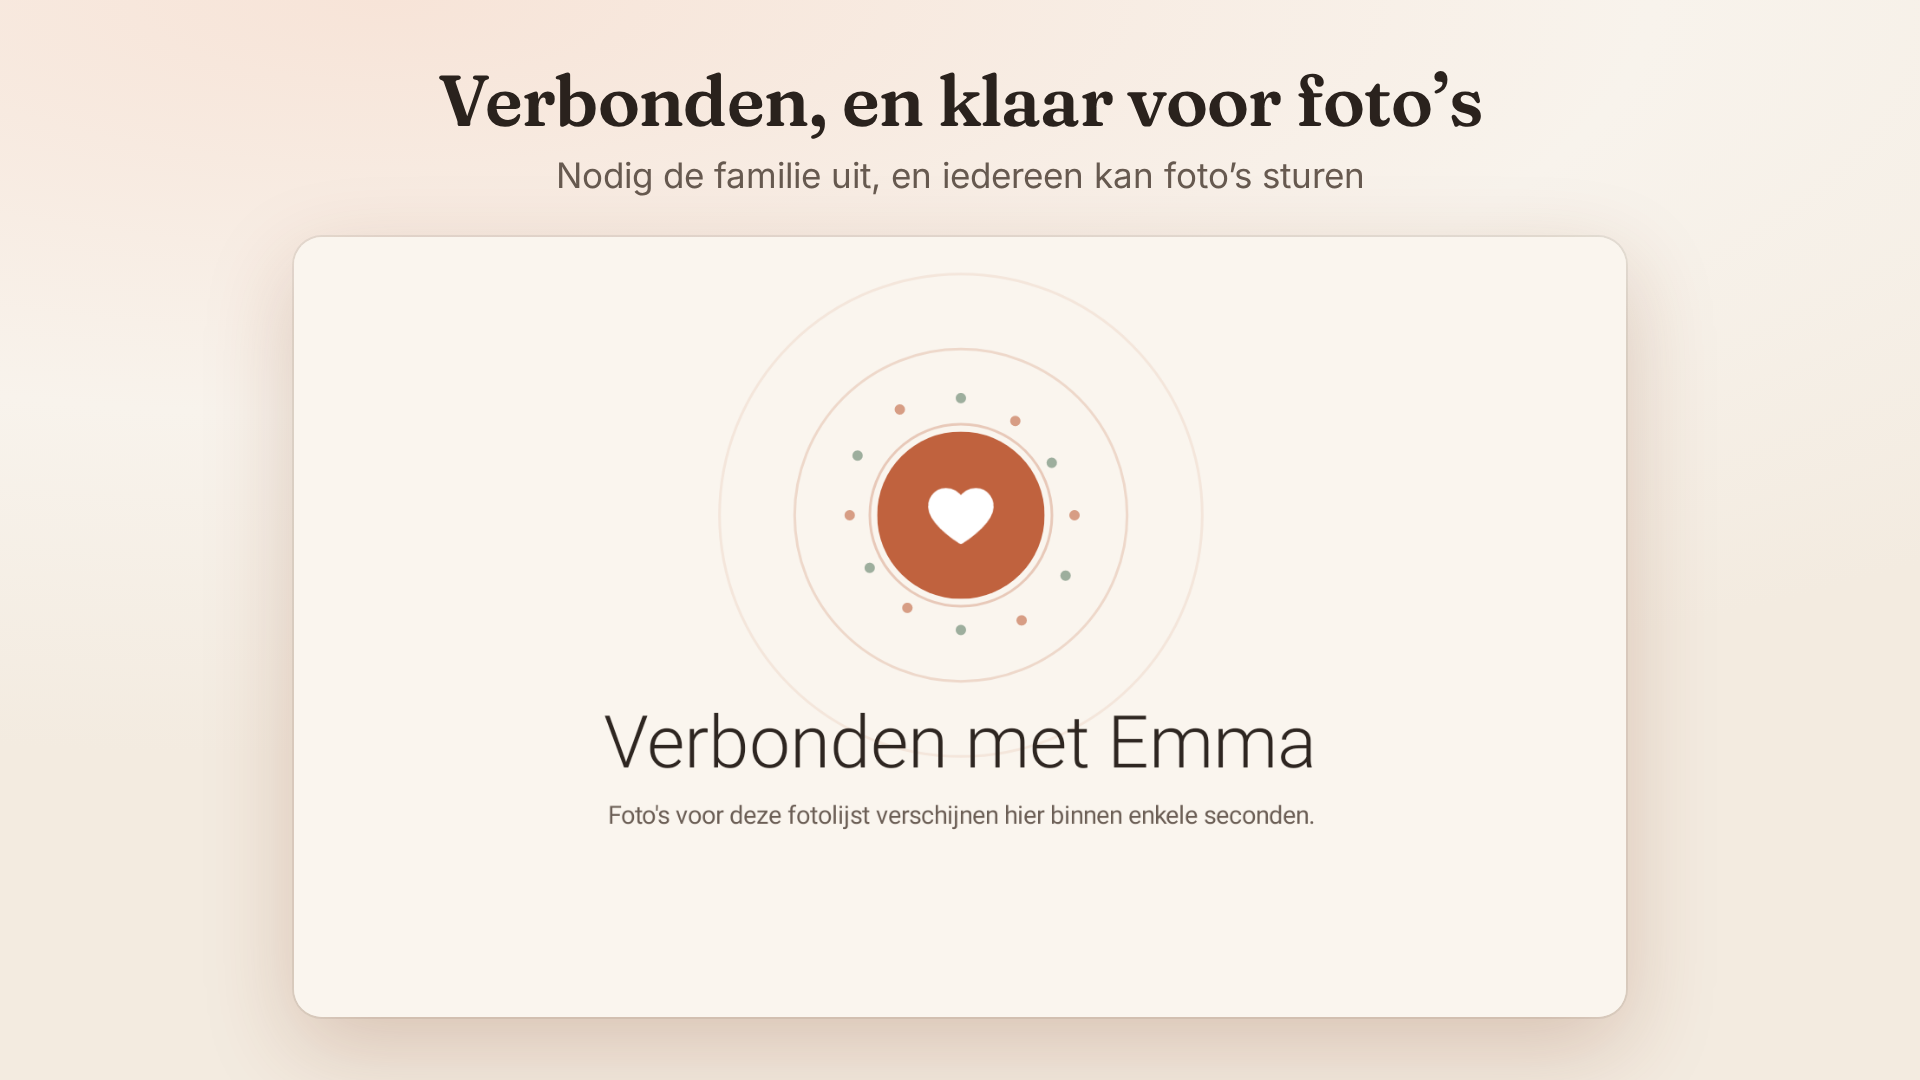 Verbonden, en klaar voor foto’s
Nodig de familie uit, en iedereen kan foto’s sturen
Verbonden met Emma
Foto's voor deze fotolijst verschijnen hier binnen enkele seconden.